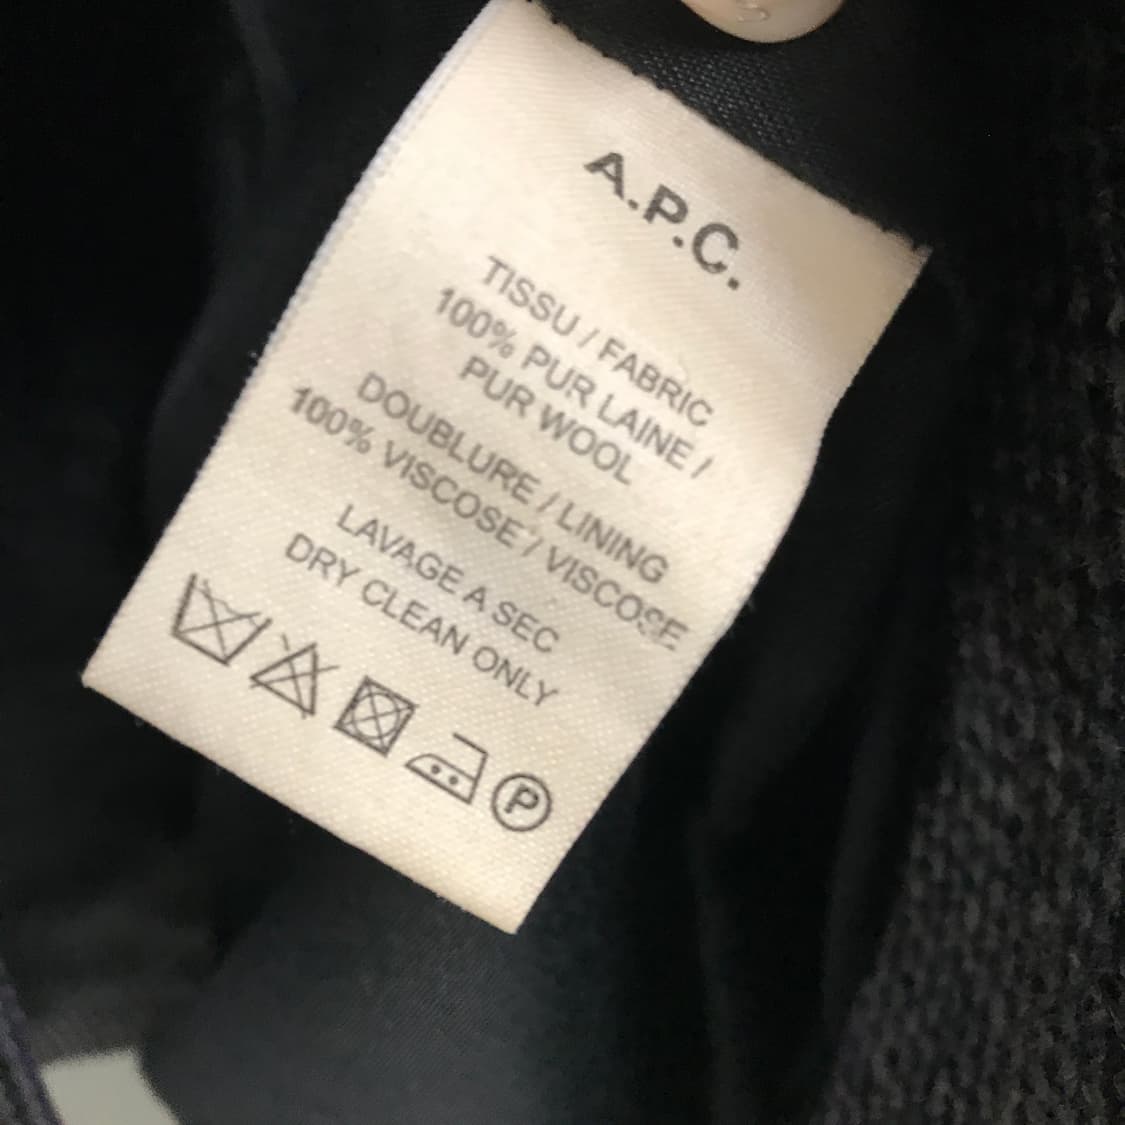 A.P.C.
TISSU / FABRIC
100% PUR LAINE /
PUR WOOL
DOUBLURE / LINING
100% VISCOSE / VISCOSE
LAVAGE A SEC
DRY CLEAN ONLY
P